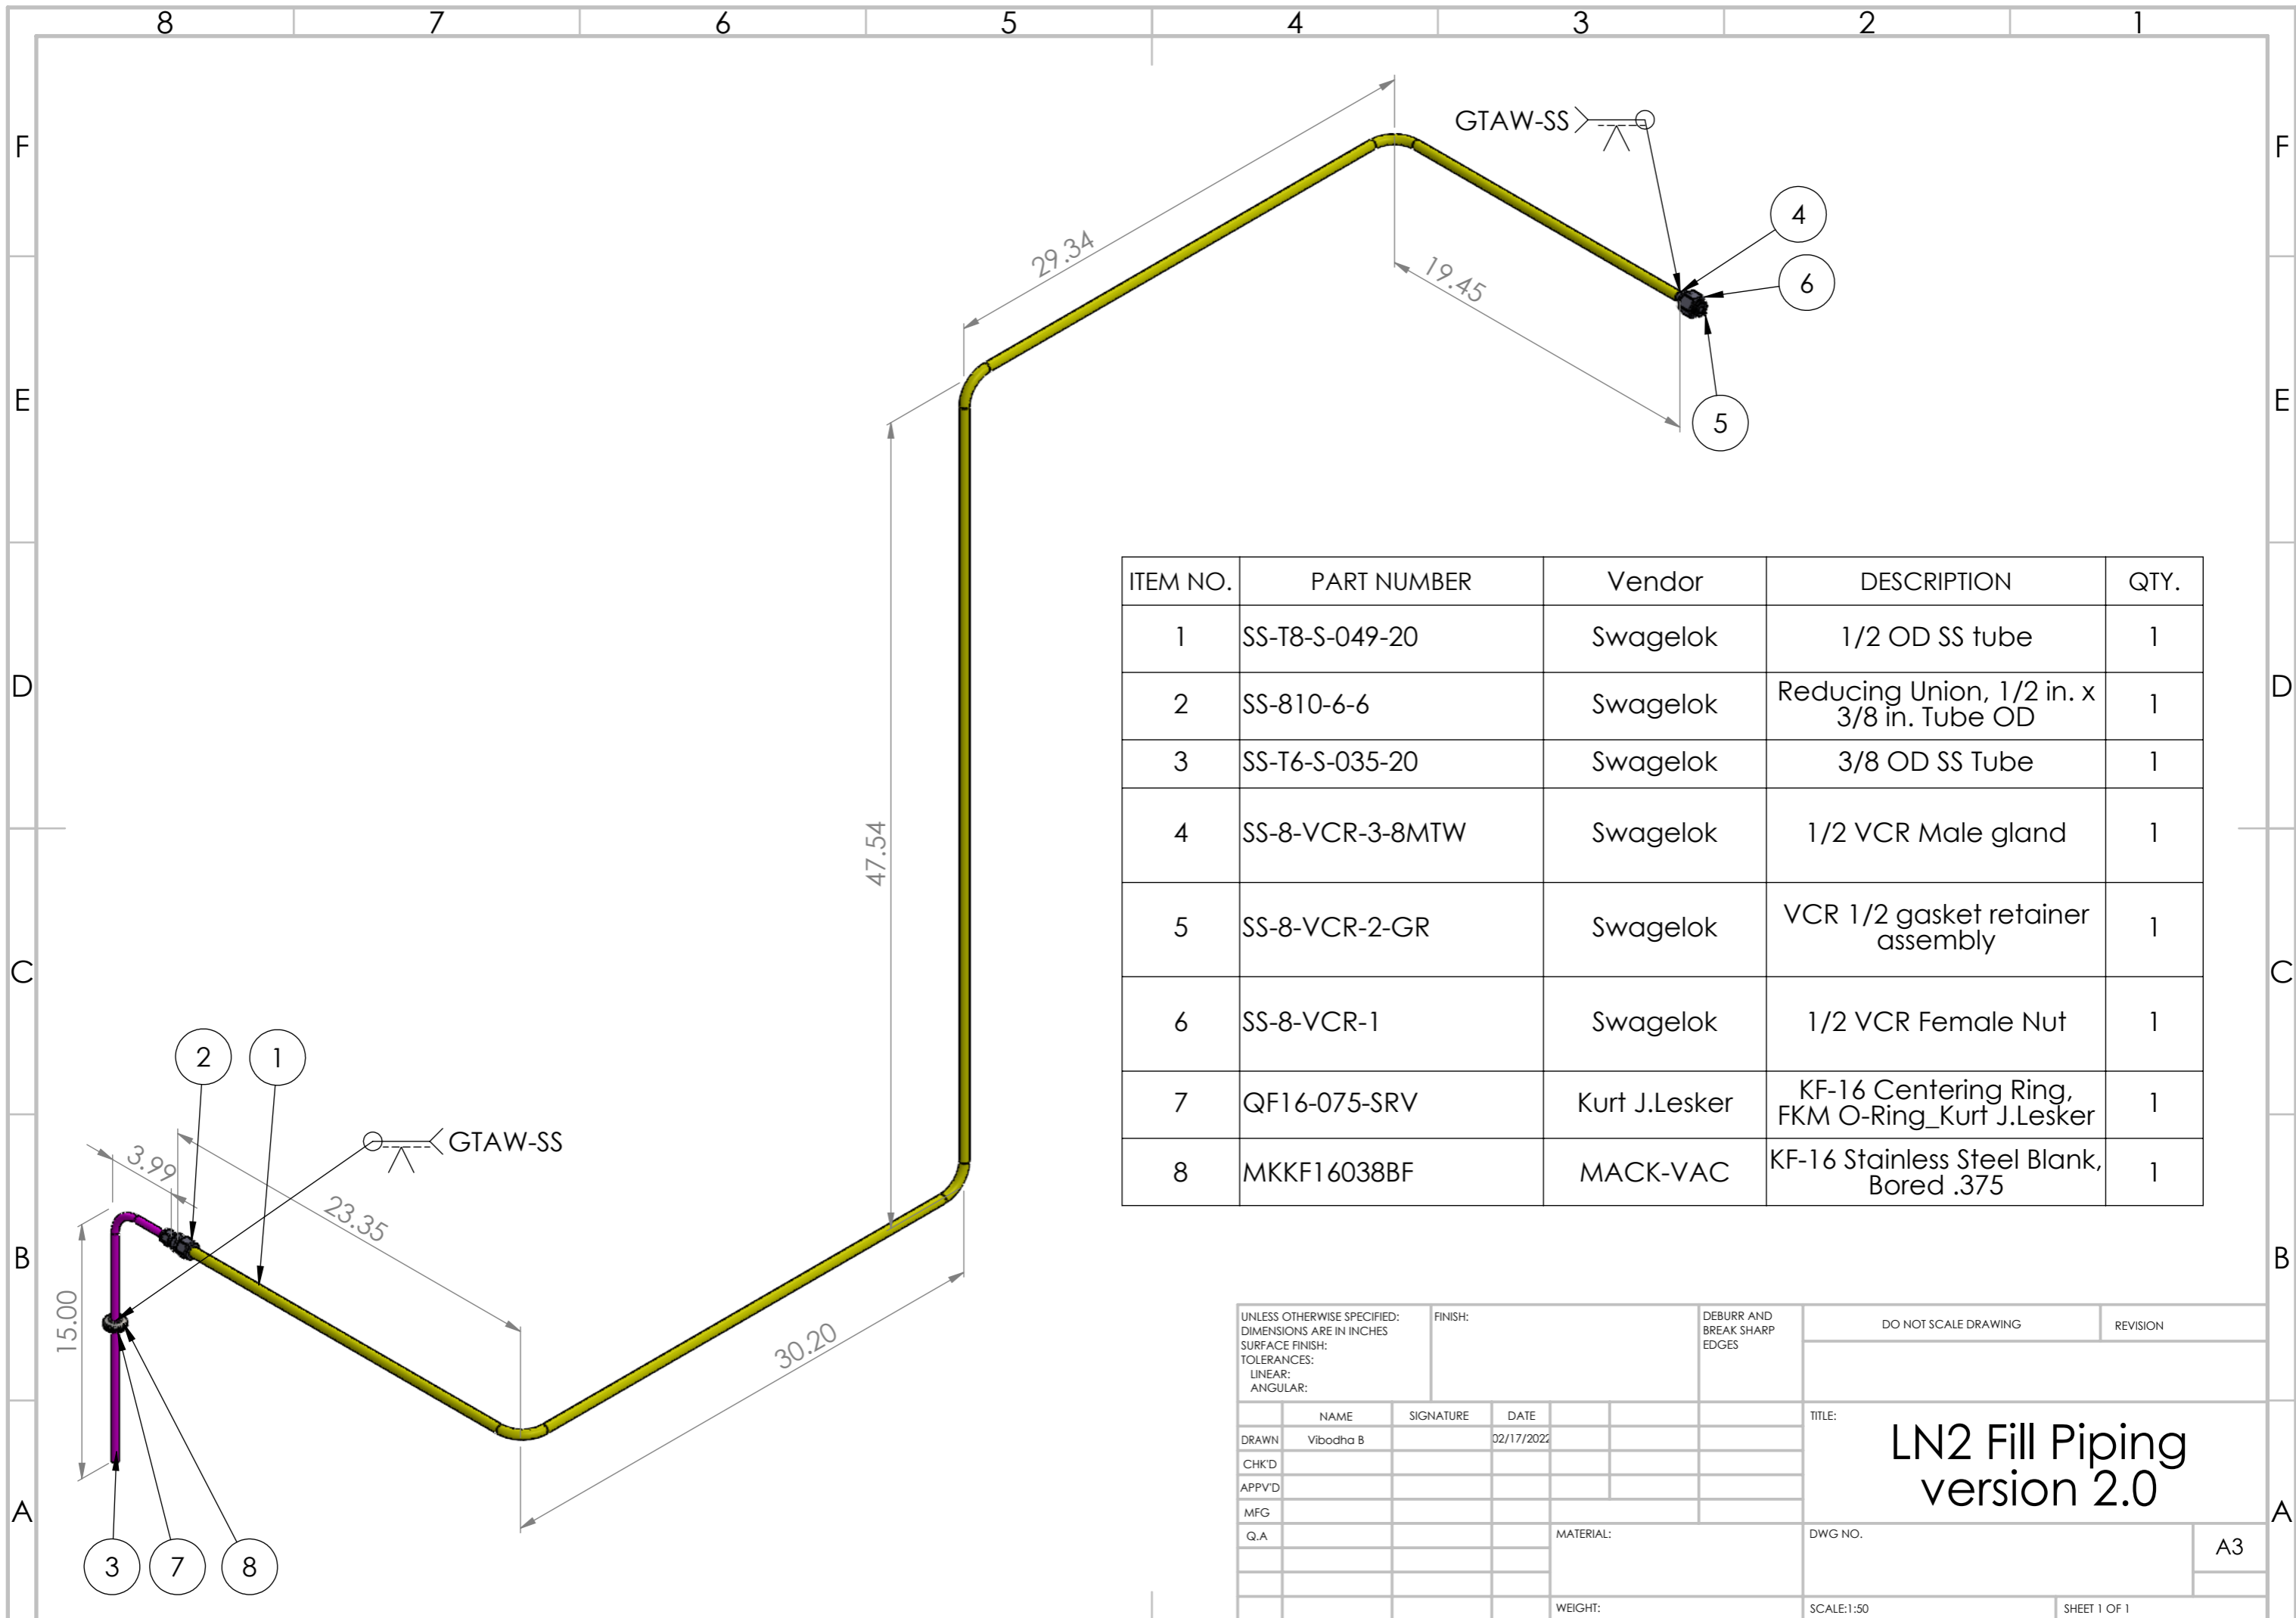 8 7 6 5 4 3 2 1
F F
E E
D D
C C
B B
A A
GTAW-SS
4
6
5
29.34
19.45
47.54
2 1
GTAW-SS
3.99
23.35
15.00
30.20
3 7 8
ITEM NO. PART NUMBER Vendor DESCRIPTION QTY.
1 SS-T8-S-049-20 Swagelok 1/2 OD SS tube 1
2 SS-810-6-6 Swagelok Reducing Union, 1/2 in. x
3/8 in. Tube OD 1
3 SS-T6-S-035-20 Swagelok 3/8 OD SS Tube 1
4 SS-8-VCR-3-8MTW Swagelok 1/2 VCR Male gland 1
5 SS-8-VCR-2-GR Swagelok VCR 1/2 gasket retainer
assembly 1
6 SS-8-VCR-1 Swagelok 1/2 VCR Female Nut 1
7 QF16-075-SRV Kurt J.Lesker KF-16 Centering Ring,
FKM O-Ring_Kurt J.Lesker 1
8 MKKF16038BF MACK-VAC KF-16 Stainless Steel Blank,
Bored .375 1
UNLESS OTHERWISE SPECIFIED:
DIMENSIONS ARE IN INCHES
SURFACE FINISH:
TOLERANCES:
LINEAR:
ANGULAR:
FINISH:
DEBURR AND
BREAK SHARP
EDGES
DO NOT SCALE DRAWING
REVISION
NAME SIGNATURE DATE
DRAWN Vibodha B 02/17/2022
CHK'D
APPV'D
MFG
Q.A
TITLE:
LN2 Fill Piping
version 2.0
MATERIAL:
DWG NO.
A3
WEIGHT:
SCALE:1:50
SHEET 1 OF 1